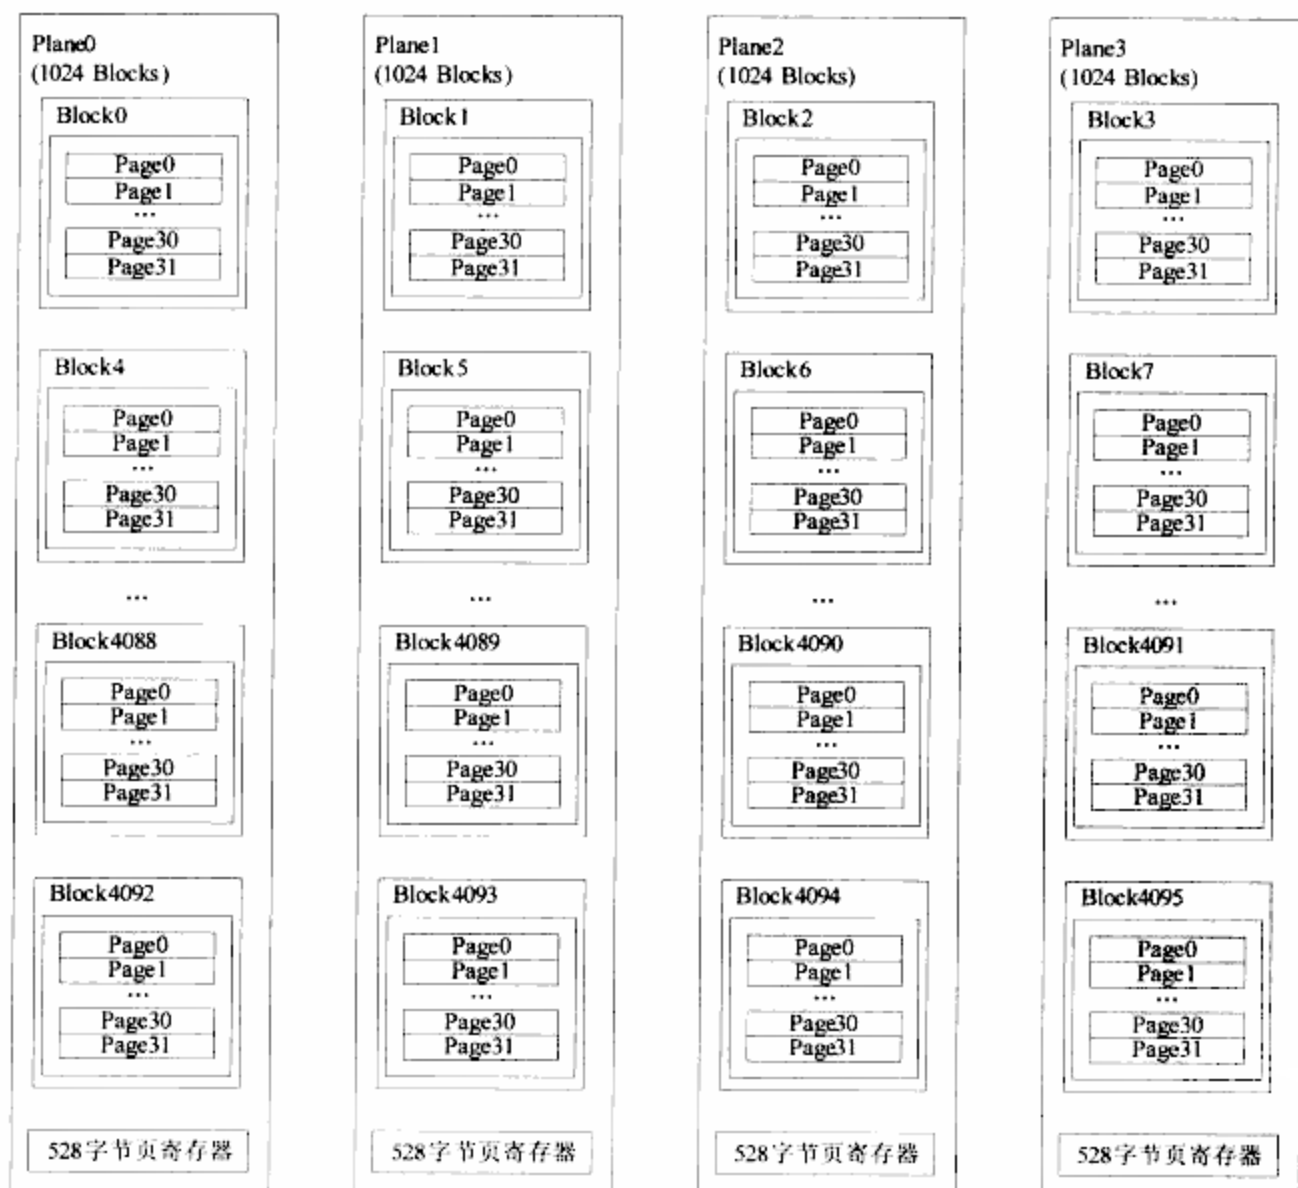 Plane0
(1024 Blocks)
Block0
Page0
Page1
...
Page30
Page31
Block4
Page0
Page1
...
Page30
Page31
...
Block4088
Page0
Page1
...
Page30
Page31
Block4092
Page0
Page1
...
Page30
Page31
528字节页寄存器
Plane1
(1024 Blocks)
Block1
Page0
Page1
...
Page30
Page31
Block5
Page0
Page1
...
Page30
Page31
...
Block4089
Page0
Page1
...
Page30
Page31
Block4093
Page0
Page1
...
Page30
Page31
528字节页寄存器
Plane2
(1024 Blocks)
Block2
Page0
Page1
...
Page30
Page31
Block6
Page0
Page1
...
Page30
Page31
...
Block4090
Page0
Page1
...
Page30
Page31
Block4094
Page0
Page1
...
Page30
Page31
528字节页寄存器
Plane3
(1024 Blocks)
Block3
Page0
Page1
...
Page30
Page31
Block7
Page0
Page1
...
Page30
Page31
...
Block4091
Page0
Page1
...
Page30
Page31
Block4095
Page0
Page1
...
Page30
Page31
528字节页寄存器